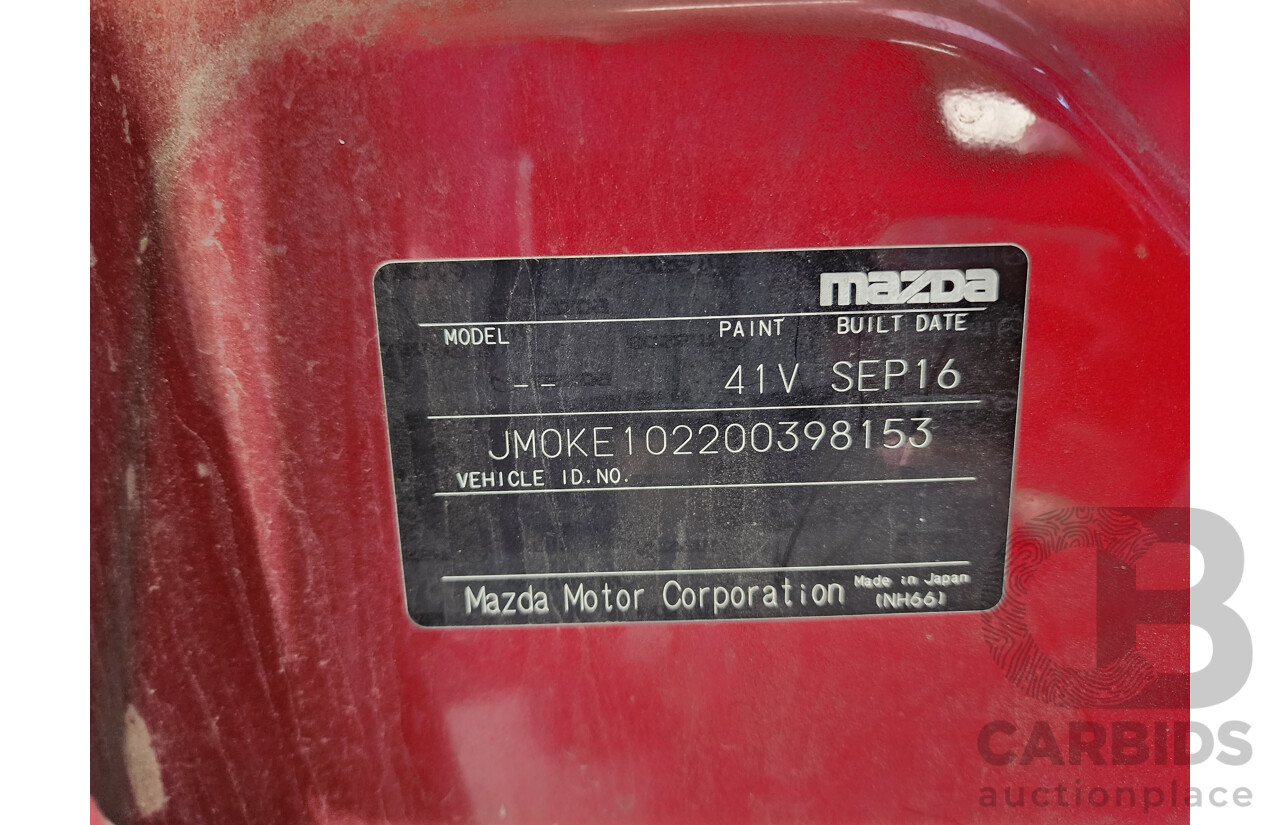 mazda
MODEL PAINT BUILT DATE
-- 41V SEP16
JM0KE102200398153
VEHICLE ID.NO.
Mazda Motor Corporation Made in Japan
(NH66)
CB
CARBIDS
auctionplace